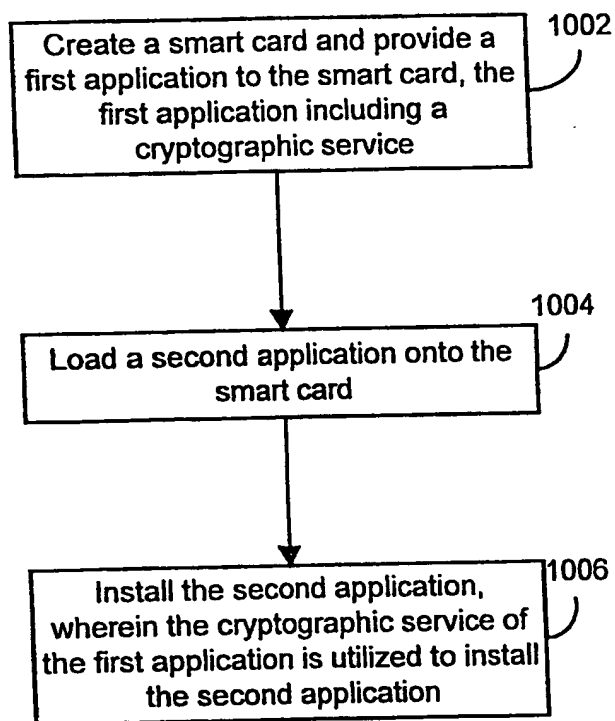 Create a smart card and provide a
first application to the smart card, the
first application including a
cryptographic service
1002
Load a second application onto the
smart card
1004
Install the second application,
wherein the cryptographic service of
the first application is utilized to install
the second application
1006